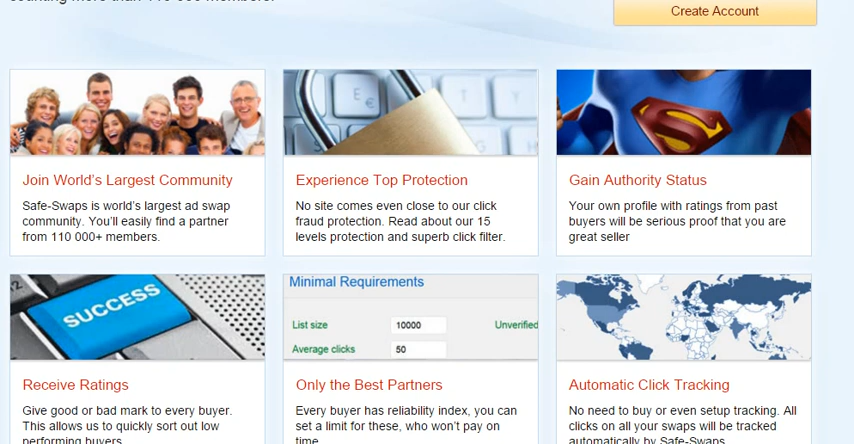 Create Account
Join World's Largest Community
Safe-Swaps is world's largest ad swap
community. You'll easily find a partner
from 110 000+ members.
Experience Top Protection
No site comes even close to our click
fraud protection. Read about our 15
levels protection and superb click filter.
Gain Authority Status
Your own profile with ratings from past
buyers will be serious proof that you are
great seller
SUCCESS
Receive Ratings
Give good or bad mark to every buyer.
This allows us to quickly sort out low
performing buyers
Minimal Requirements
List size 10000 Unverified
Average clicks 50
Only the Best Partners
Every buyer has reliability index, you can
set a limit for these, who won't pay on
time
Automatic Click Tracking
No need to buy or even setup tracking. All
clicks on all your swaps will be tracked
automatically by Safe-Swaps